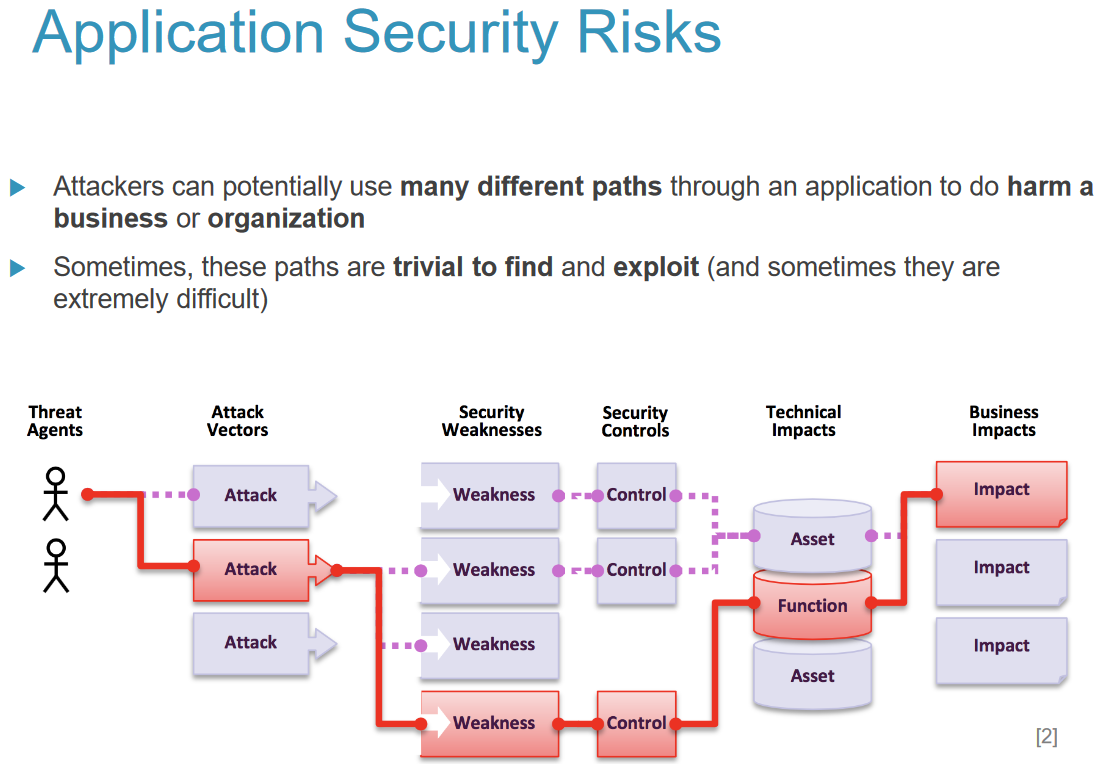 Application Security Risks
Attackers can potentially use many different paths through an application to do harm a
business or organization
Sometimes, these paths are trivial to find and exploit (and sometimes they are
extremely difficult)
Threat
Agents
Attack
Vectors
Security
Weaknesses
Security
Controls
Technical
Impacts
Business
Impacts
Attack
Attack
Attack
Weakness
Weakness
Weakness
Weakness
Control
Control
Control
Asset
Function
Asset
Impact
Impact
Impact
[2]